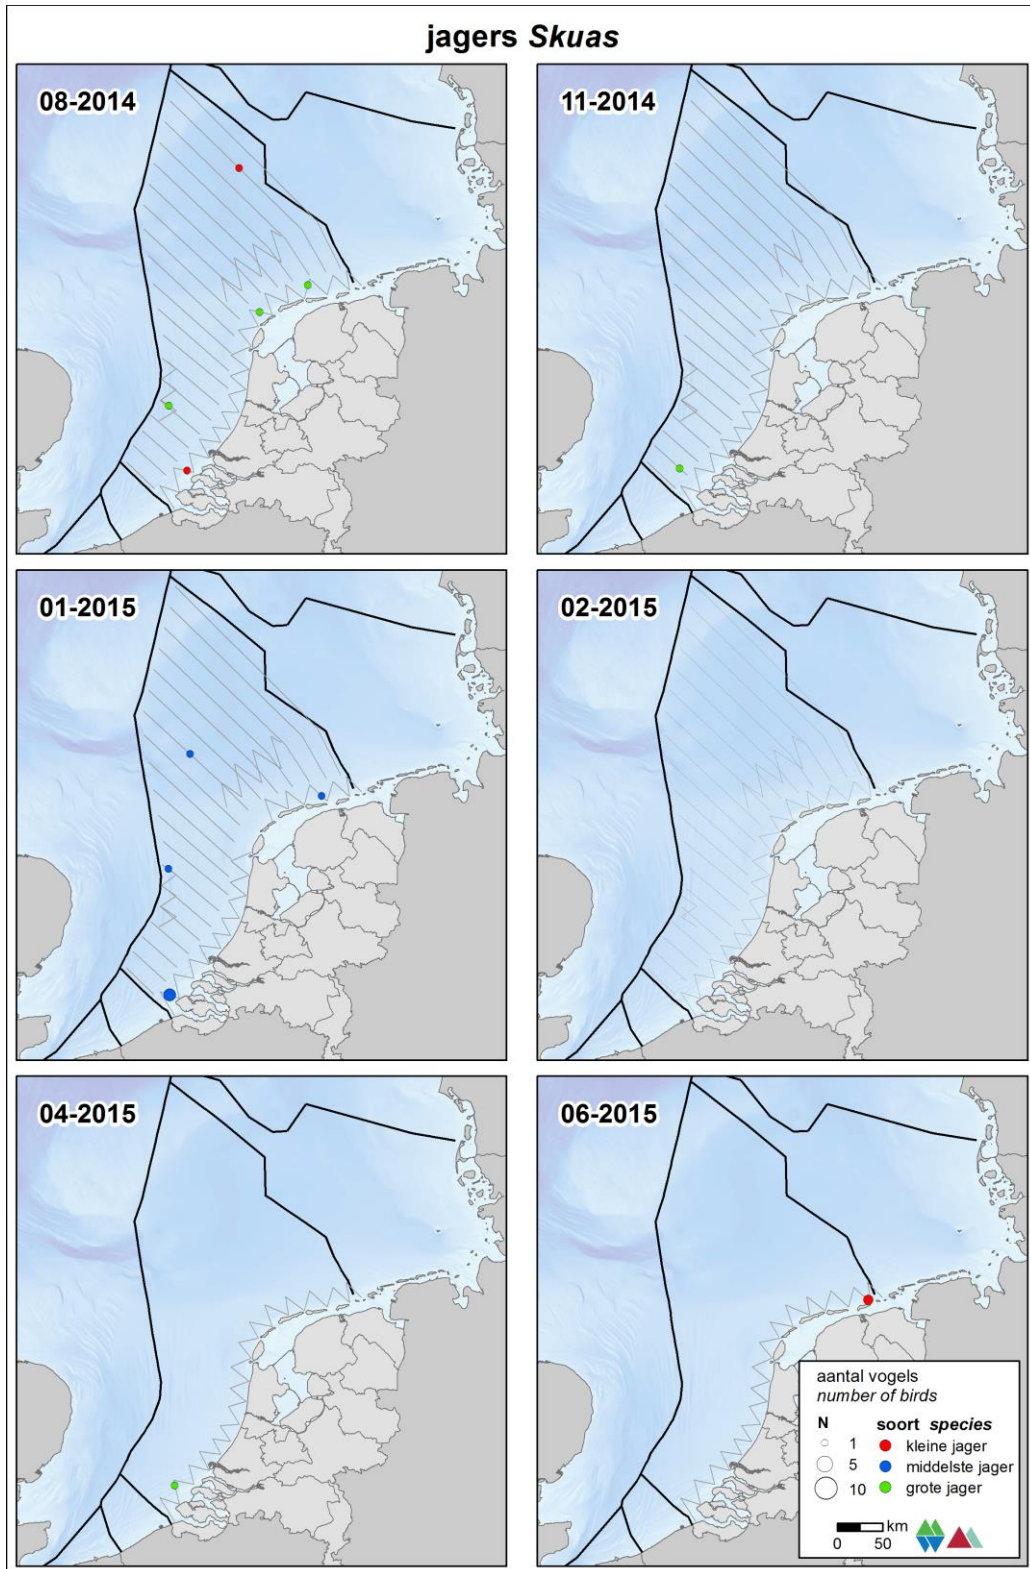 jagers Skuas
08-2014
11-2014
01-2015
02-2015
04-2015
06-2015
aantal vogels
number of birds
N soort species
1 kleine jager
5 middelste jager
10 grote jager
km
0 50